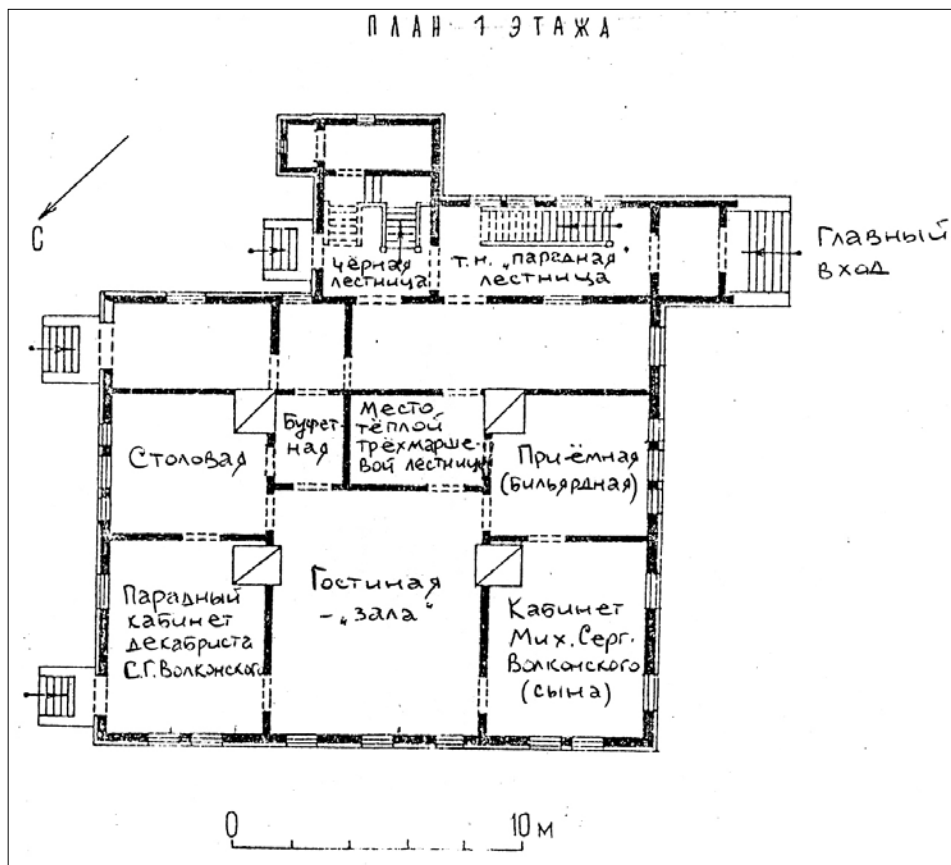 ПЛАН 1 ЭТАЖА
С
Главный
вход
чёрная
лестница
т.н. „парадная"
лестница
Столовая
Буфет-
ная
Место
тёплой
трёхмарше-
вой лестницы
Приёмная
(Бильярдная)
Парадный
кабинет
декабриста
С.Г.Волконского
Гостиная
-„зала"
Кабинет
Мих. Серг.
Волконского
(сына)
0
10 м